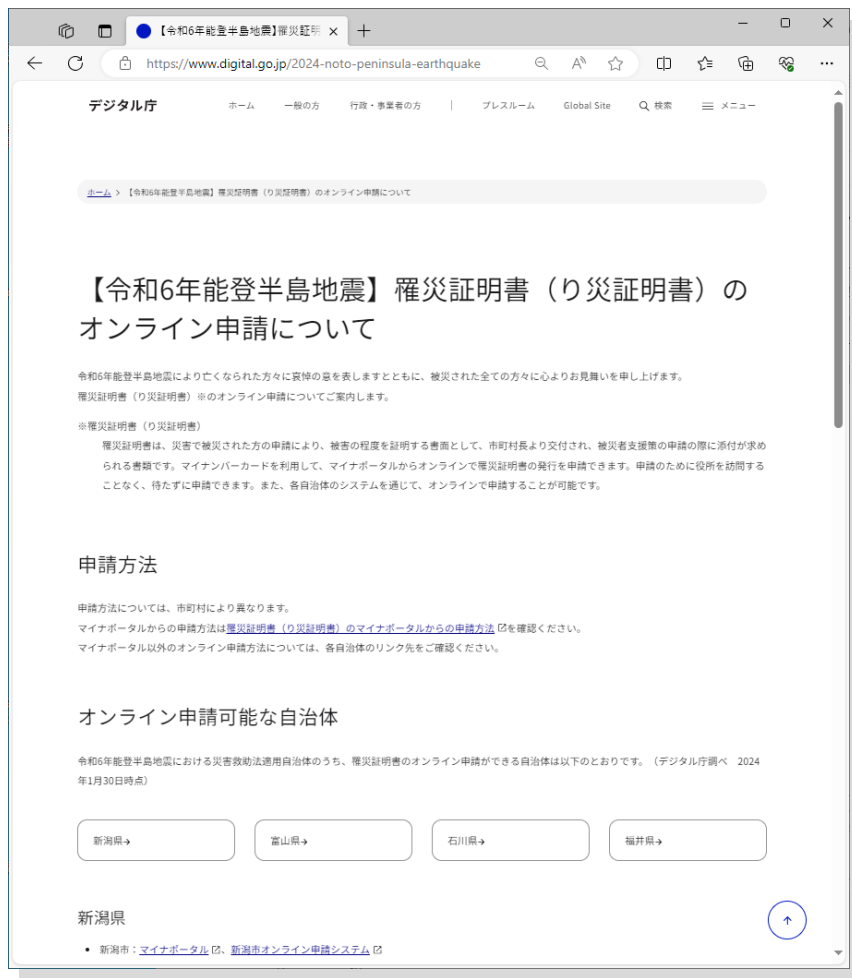 【令和6年能登半島地震】罹災証明
https://www.digital.go.jp/2024-noto-peninsula-earthquake
デジタル庁 ホーム 一般の方 行政・事業者の方 | プレスルーム Global Site 検索 メニュー
ホーム > 【令和6年能登半島地震】罹災証明書（り災証明書）のオンライン申請について
【令和6年能登半島地震】罹災証明書（り災証明書）の
オンライン申請について
令和6年能登半島地震により亡くなられた方々に哀悼の意を表しますとともに、被災された全ての方々に心よりお見舞いを申し上げます。
罹災証明書（り災証明書）※のオンライン申請についてご案内します。
※罹災証明書（り災証明書）
罹災証明書は、災害で被災された方の申請により、被害の程度を証明する書面として、市町村長より交付され、被災者支援策の申請の際に添付が求め
られる書類です。マイナンバーカードを利用して、マイナポータルからオンラインで罹災証明書の発行を申請できます。申請のために役所を訪問する
ことなく、待たずに申請できます。また、各自治体のシステムを通じて、オンラインで申請することが可能です。
申請方法
申請方法については、市町村により異なります。
マイナポータルからの申請方法は罹災証明書（り災証明書）のマイナポータルからの申請方法を確認ください。
マイナポータル以外のオンライン申請方法については、各自治体のリンク先をご確認ください。
オンライン申請可能な自治体
令和6年能登半島地震における災害救助法適用自治体のうち、罹災証明書のオンライン申請ができる自治体は以下のとおりです。（デジタル庁調べ 2024
年1月30日時点）
新潟県→ 富山県→ 石川県→ 福井県→
新潟県
• 新潟市：マイナポータル、新潟市オンライン申請システム